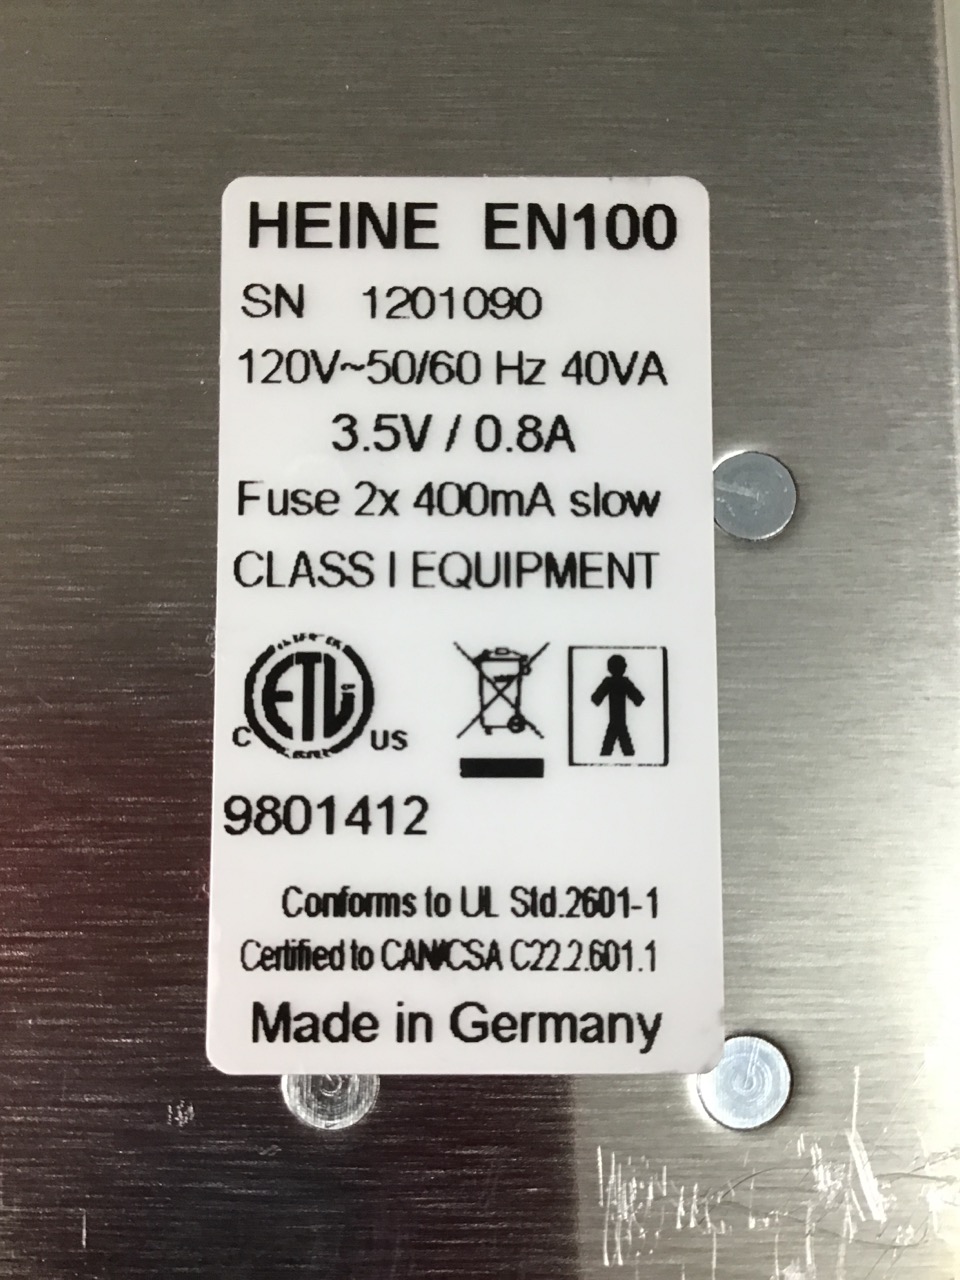 HEINE EN100
SN 1201090
120V~50/60 Hz 40VA
3.5V / 0.8A
Fuse 2x 400mA slow
CLASS I EQUIPMENT
ETL
C US
9801412
Conforms to UL Std.2601-1
Certified to CAN/CSA C22.2.601.1
Made in Germany